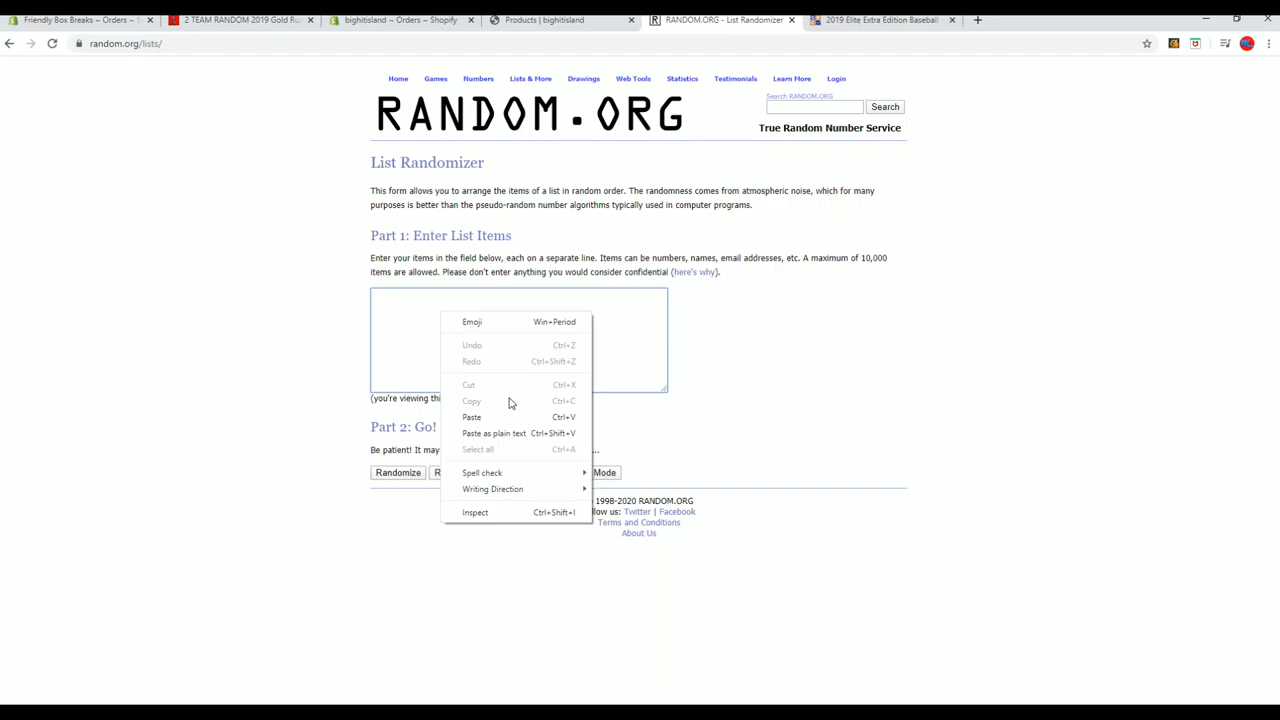 Friendly Box Breaks ~ Orders ~ S
2 TEAM RANDOM 2019 Gold Rus
bighitisland ~ Orders ~ Shopify
Products | bighitisland
RANDOM.ORG - List Randomizer
2019 Elite Extra Edition Baseball
random.org/lists/
Home Games Numbers Lists & More Drawings Web Tools Statistics Testimonials Learn More Login
RANDOM.ORG
Search RANDOM.ORG
Search
True Random Number Service
List Randomizer
This form allows you to arrange the items of a list in random order. The randomness comes from atmospheric noise, which for many
purposes is better than the pseudo-random number algorithms typically used in computer programs.
Part 1: Enter List Items
Enter your items in the field below, each on a separate line. Items can be numbers, names, email addresses, etc. A maximum of 10,000
items are allowed. Please don't enter anything you would consider confidential (here's why).
Emoji Win+Period
Undo Ctrl+Z
Redo Ctrl+Shift+Z
Cut Ctrl+X
(you're viewing thi
Copy Ctrl+C
Paste Ctrl+V
Part 2: Go!
Paste as plain text Ctrl+Shift+V
Be patient! It may
Select all Ctrl+A
...
Randomize R
Spell check
Mode
Writing Direction
1998-2020 RANDOM.ORG
llow us: Twitter | Facebook
Inspect Ctrl+Shift+I
Terms and Conditions
About Us